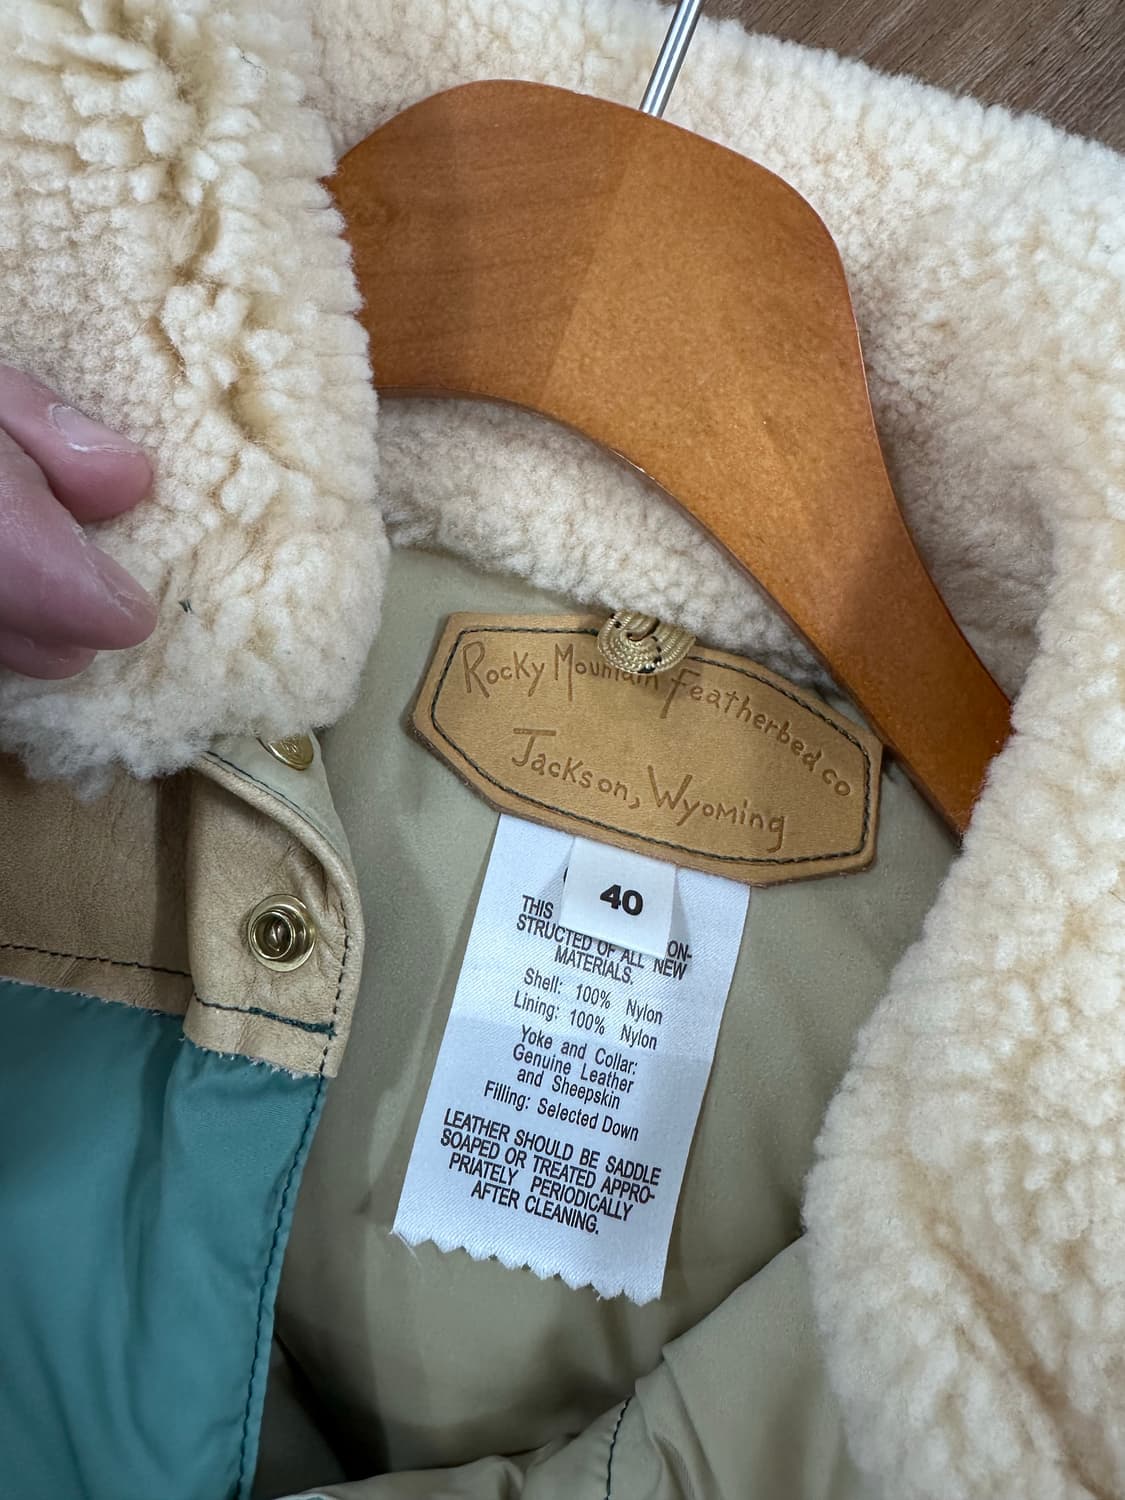 Rocky Mountain Featherbed co
Jackson, Wyoming
40
THIS ON-
STRUCTED OF ALL NEW
MATERIALS.
Shell: 100% Nylon
Lining: 100% Nylon
Yoke and Collar:
Genuine Leather
and Sheepskin
Filling: Selected Down
LEATHER SHOULD BE SADDLE
SOAPED OR TREATED APPRO-
PRIATELY PERIODICALLY
AFTER CLEANING.